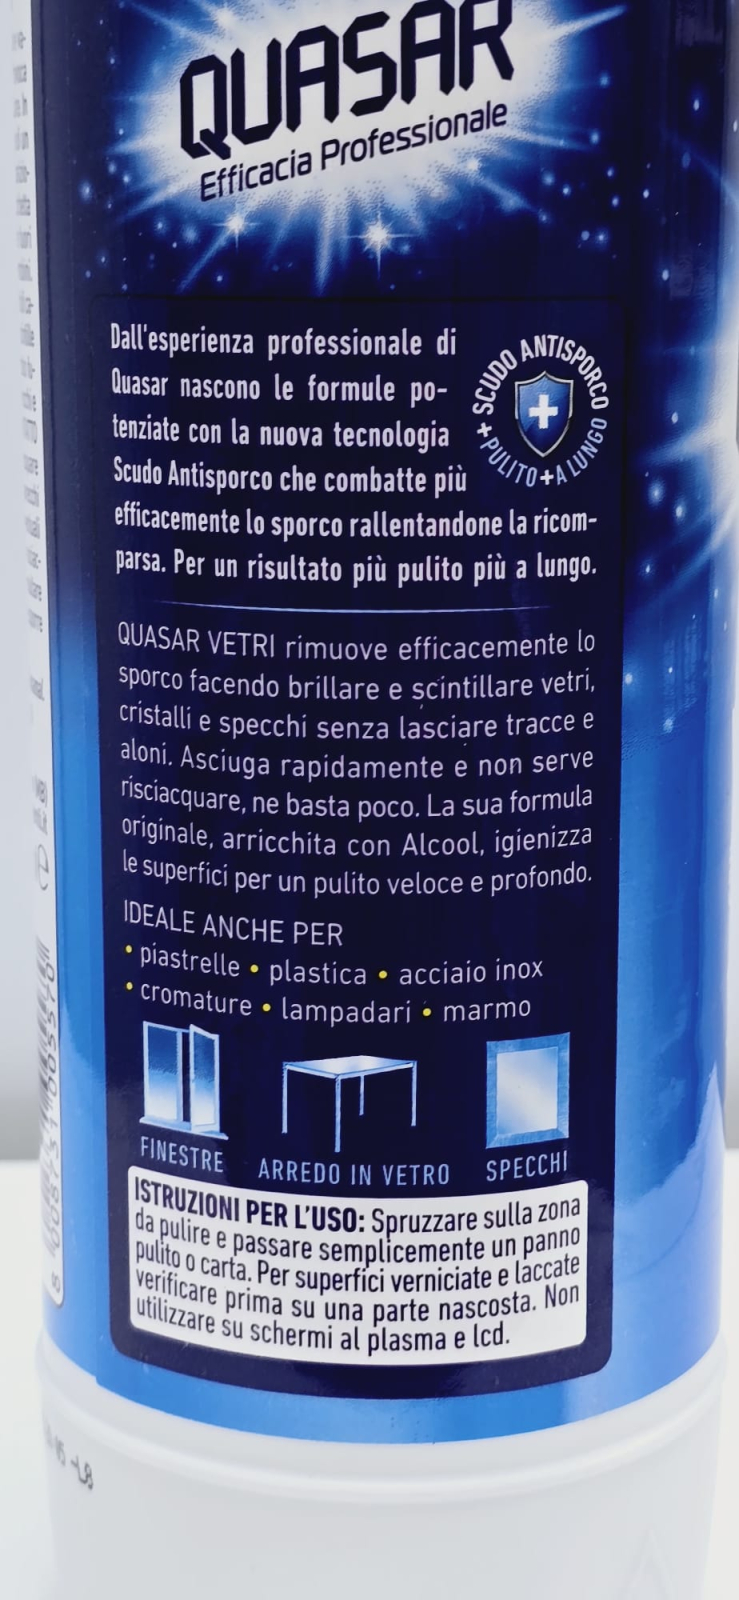 QUASAR
Efficacia Professionale
Dall'esperienza professionale di
Quasar nascono le formule po-
tenziate con la nuova tecnologia
Scudo Antisporco che combatte più
efficacemente lo sporco rallentandone la ricom-
parsa. Per un risultato più pulito più a lungo.
SCUDO ANTISPORCO
+ PULITO + A LUNGO
QUASAR VETRI rimuove efficacemente lo
sporco facendo brillare e scintillare vetri,
cristalli e specchi senza lasciare tracce e
aloni. Asciuga rapidamente e non serve
risciacquare, ne basta poco. La sua formula
originale, arricchita con Alcool, igienizza
le superfici per un pulito veloce e profondo.
IDEALE ANCHE PER
• piastrelle • plastica • acciaio inox
• cromature • lampadari • marmo
FINESTRE ARREDO IN VETRO SPECCHI
ISTRUZIONI PER L'USO: Spruzzare sulla zona
da pulire e passare semplicemente un panno
pulito o carta. Per superfici verniciate e laccate
verificare prima su una parte nascosta. Non
utilizzare su schermi al plasma e lcd.